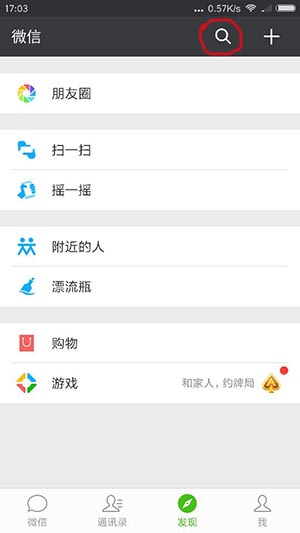 17:03
... 0.57K/s
微信
朋友圈
扫一扫
摇一摇
附近的人
漂流瓶
购物
游戏
和家人，约牌局
微信
通讯录
发现
我